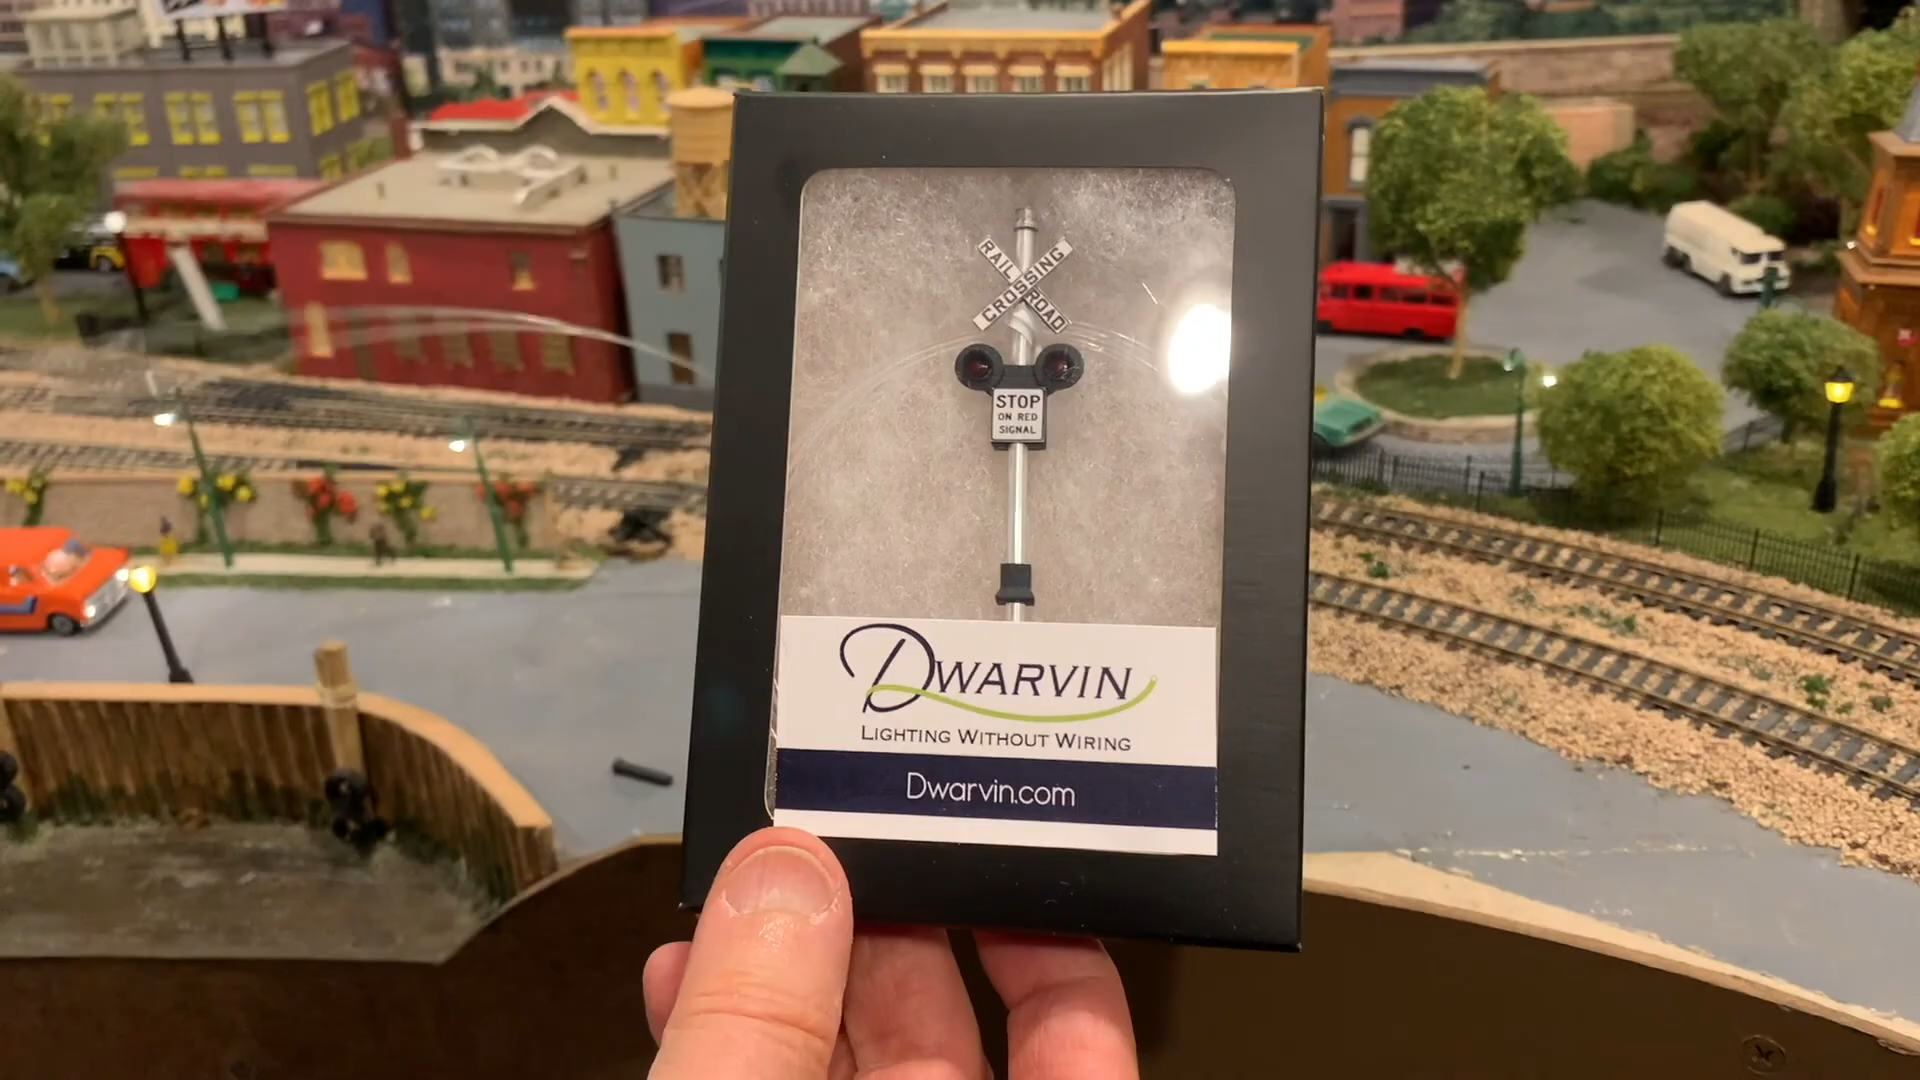 RAIL ROAD
CROSSING
STOP
ON RED
SIGNAL
DWARVIN
LIGHTING WITHOUT WIRING
Dwarvin.com